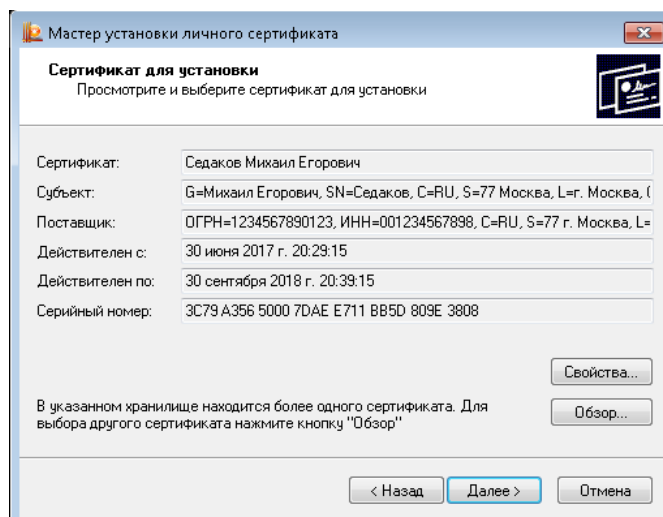 Мастер установки личного сертификата
Сертификат для установки
Просмотрите и выберите сертификат для установки
Сертификат: Седаков Михаил Егорович
Субъект: G=Михаил Егорович, SN=Седаков, C=RU, S=77 Москва, L=г. Москва, (
Поставщик: ОГРН=1234567890123, ИНН=001234567898, C=RU, S=77 г. Москва, L=
Действителен с: 30 июня 2017 г. 20:29:15
Действителен по: 30 сентября 2018 г. 20:39:15
Серийный номер: 3C79 A356 5000 7DAE E711 BB5D 809E 3808
Свойства...
В указанном хранилище находится более одного сертификата. Для
выбора другого сертификата нажмите кнопку "Обзор"
Обзор...
< Назад Далее > Отмена